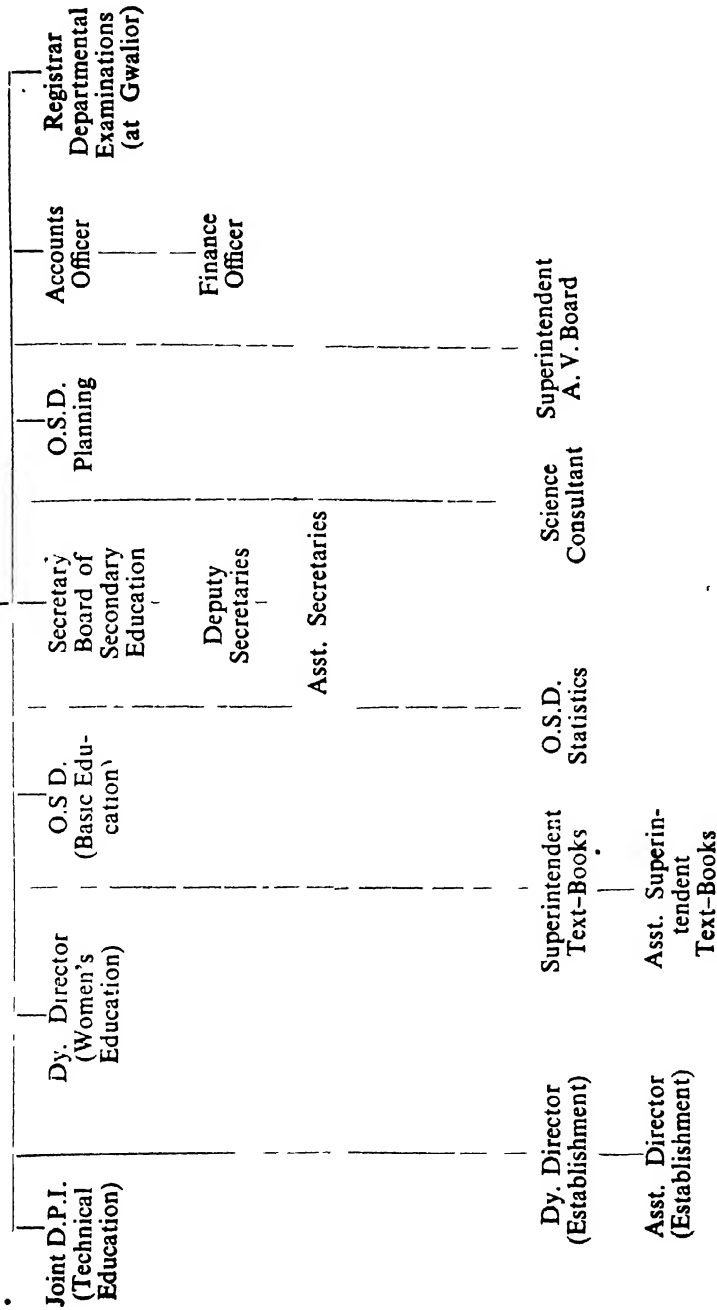 Joint D.P.I.
(Technical
Education)
Dy. Director
(Women's
Education)
O.S D.
(Basic Edu-
cation)
Secretary
Board of
Secondary
Education
O.S.D.
Planning
Accounts
Officer
Registrar
Departmental
Examinations
(at Gwalior)
Deputy
Secretaries
Finance
Officer
Asst. Secretaries
Dy. Director
(Establishment)
Superintendent
Text-Books
O.S.D.
Statistics
Science
Consultant
Superintendent
A. V. Board
Asst. Director
(Establishment)
Asst. Superin-
tendent
Text-Books